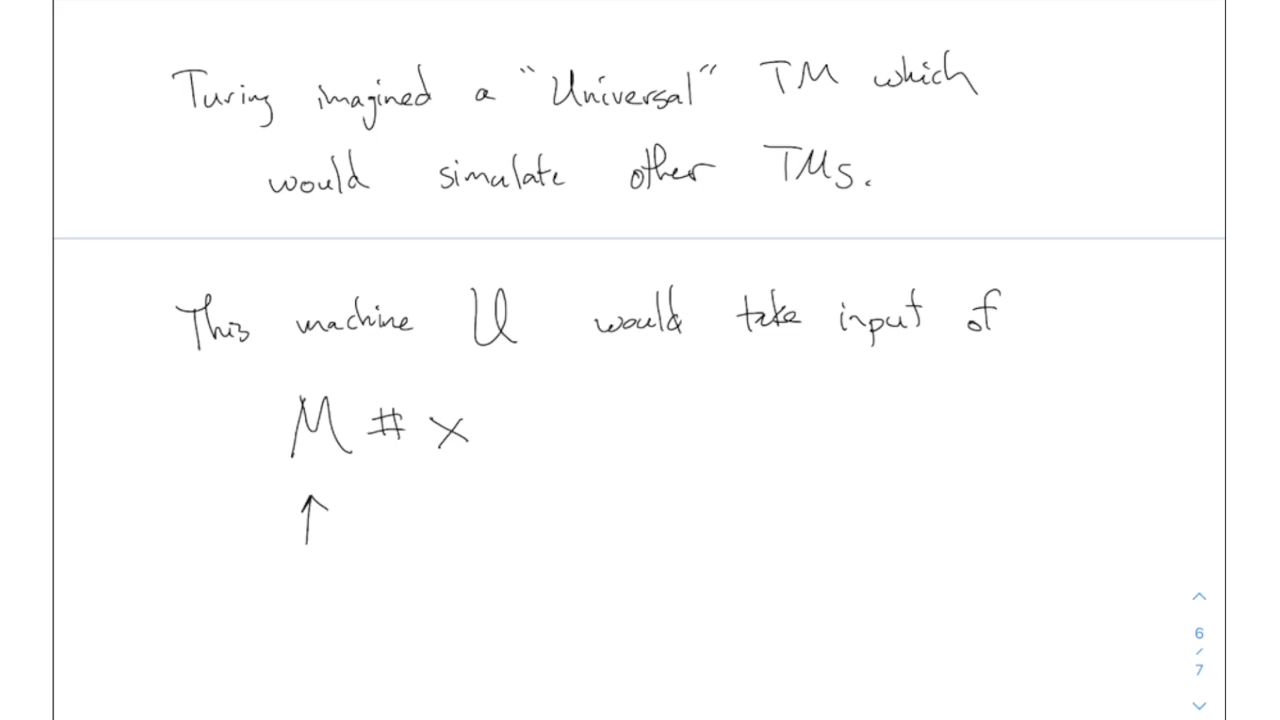 Turing imagined a "Universal" TM which
would simulate other TMs.
This machine U would take input of
M # x
↑
6
/
7